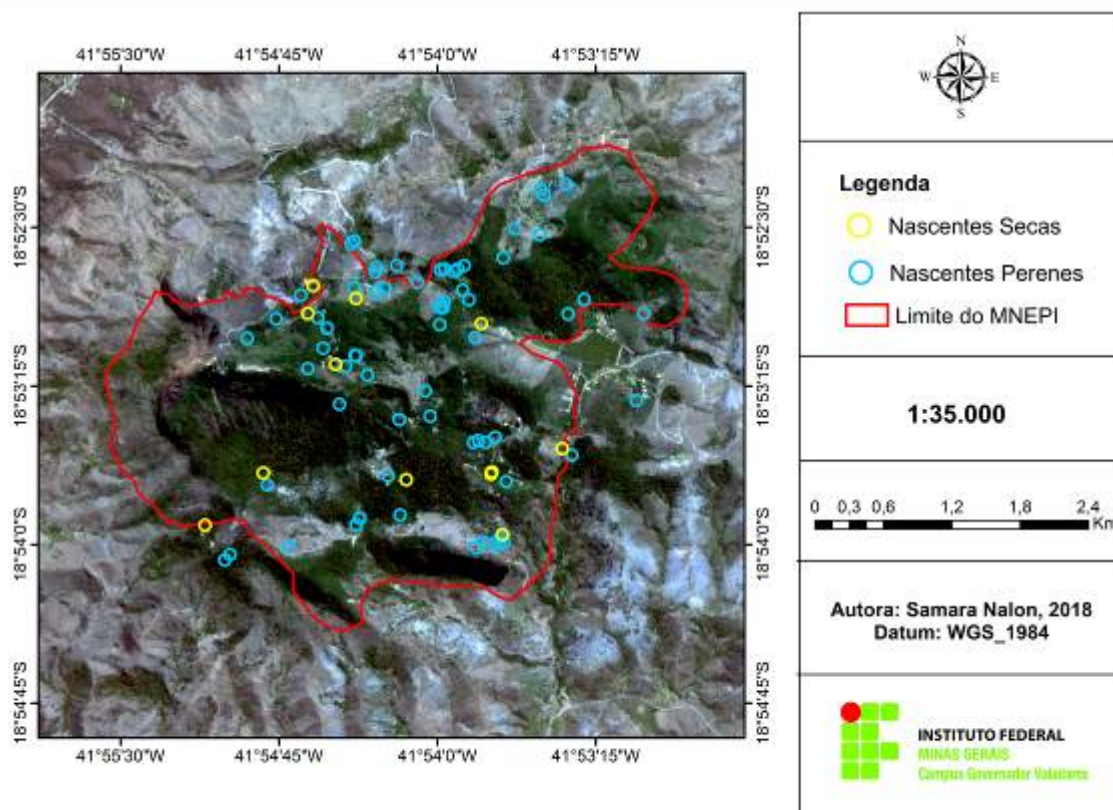 41°55'30"W 41°54'45"W 41°54'0"W 41°53'15"W
18°52'30"S 18°52'30"S
18°53'15"S 18°53'15"S
18°54'0"S 18°54'0"S
18°54'45"S 18°54'45"S
41°55'30"W 41°54'45"W 41°54'0"W 41°53'15"W
N
W E
S
Legenda
Nascentes Secas
Nascentes Perenes
Limite do MNEPI
1:35.000
0 0,3 0,6 1,2 1,8 2,4
Km
Autora: Samara Nalon, 2018
Datum: WGS_1984
INSTITUTO FEDERAL
MINAS GERAIS
Campus Governador Valadares